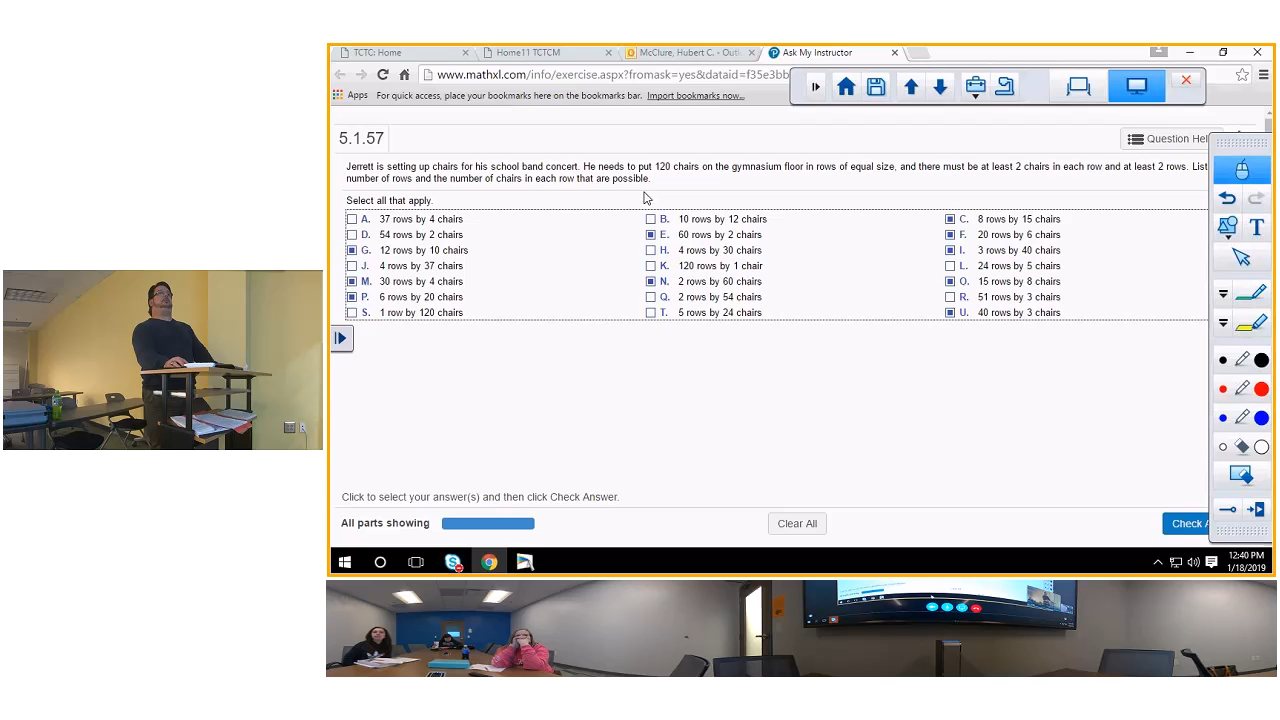 TCTC: Home
Home11 TCTCM
McClure, Hubert C. - Outl
Ask My Instructor
www.mathxl.com/info/exercise.aspx?fromask=yes&dataid=f35e3bb
Apps For quick access, place your bookmarks here on the bookmarks bar. Import bookmarks now...
5.1.57
Question Hel
Jerrett is setting up chairs for his school band concert. He needs to put 120 chairs on the gymnasium floor in rows of equal size, and there must be at least 2 chairs in each row and at least 2 rows. List
number of rows and the number of chairs in each row that are possible.
Select all that apply.
A. 37 rows by 4 chairs B. 10 rows by 12 chairs C. 8 rows by 15 chairs
D. 54 rows by 2 chairs E. 60 rows by 2 chairs F. 20 rows by 6 chairs
G. 12 rows by 10 chairs H. 4 rows by 30 chairs I. 3 rows by 40 chairs
J. 4 rows by 37 chairs K. 120 rows by 1 chair L. 24 rows by 5 chairs
M. 30 rows by 4 chairs N. 2 rows by 60 chairs O. 15 rows by 8 chairs
P. 6 rows by 20 chairs Q. 2 rows by 54 chairs R. 51 rows by 3 chairs
S. 1 row by 120 chairs T. 5 rows by 24 chairs U. 40 rows by 3 chairs
T
Click to select your answer(s) and then click Check Answer.
All parts showing
Clear All
Check A
12:40 PM
1/18/2019